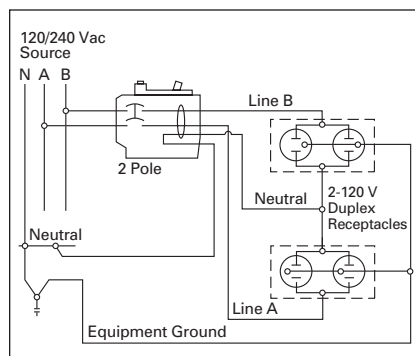 120/240 Vac
Source
N A B
Line B
2 Pole
Neutral
2-120 V
Duplex
Receptacles
Neutral
Line A
Equipment Ground